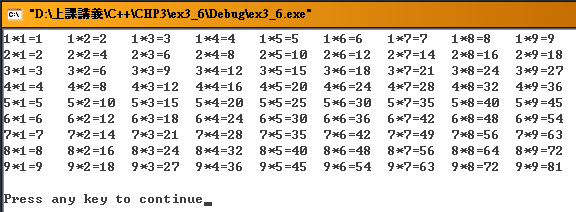 "D:\上課講義\C++\CHP3\ex3_6\Debug\ex3_6.exe"
1*1=1 1*2=2 1*3=3 1*4=4 1*5=5 1*6=6 1*7=7 1*8=8 1*9=9
2*1=2 2*2=4 2*3=6 2*4=8 2*5=10 2*6=12 2*7=14 2*8=16 2*9=18
3*1=3 3*2=6 3*3=9 3*4=12 3*5=15 3*6=18 3*7=21 3*8=24 3*9=27
4*1=4 4*2=8 4*3=12 4*4=16 4*5=20 4*6=24 4*7=28 4*8=32 4*9=36
5*1=5 5*2=10 5*3=15 5*4=20 5*5=25 5*6=30 5*7=35 5*8=40 5*9=45
6*1=6 6*2=12 6*3=18 6*4=24 6*5=30 6*6=36 6*7=42 6*8=48 6*9=54
7*1=7 7*2=14 7*3=21 7*4=28 7*5=35 7*6=42 7*7=49 7*8=56 7*9=63
8*1=8 8*2=16 8*3=24 8*4=32 8*5=40 8*6=48 8*7=56 8*8=64 8*9=72
9*1=9 9*2=18 9*3=27 9*4=36 9*5=45 9*6=54 9*7=63 9*8=72 9*9=81
Press any key to continue_